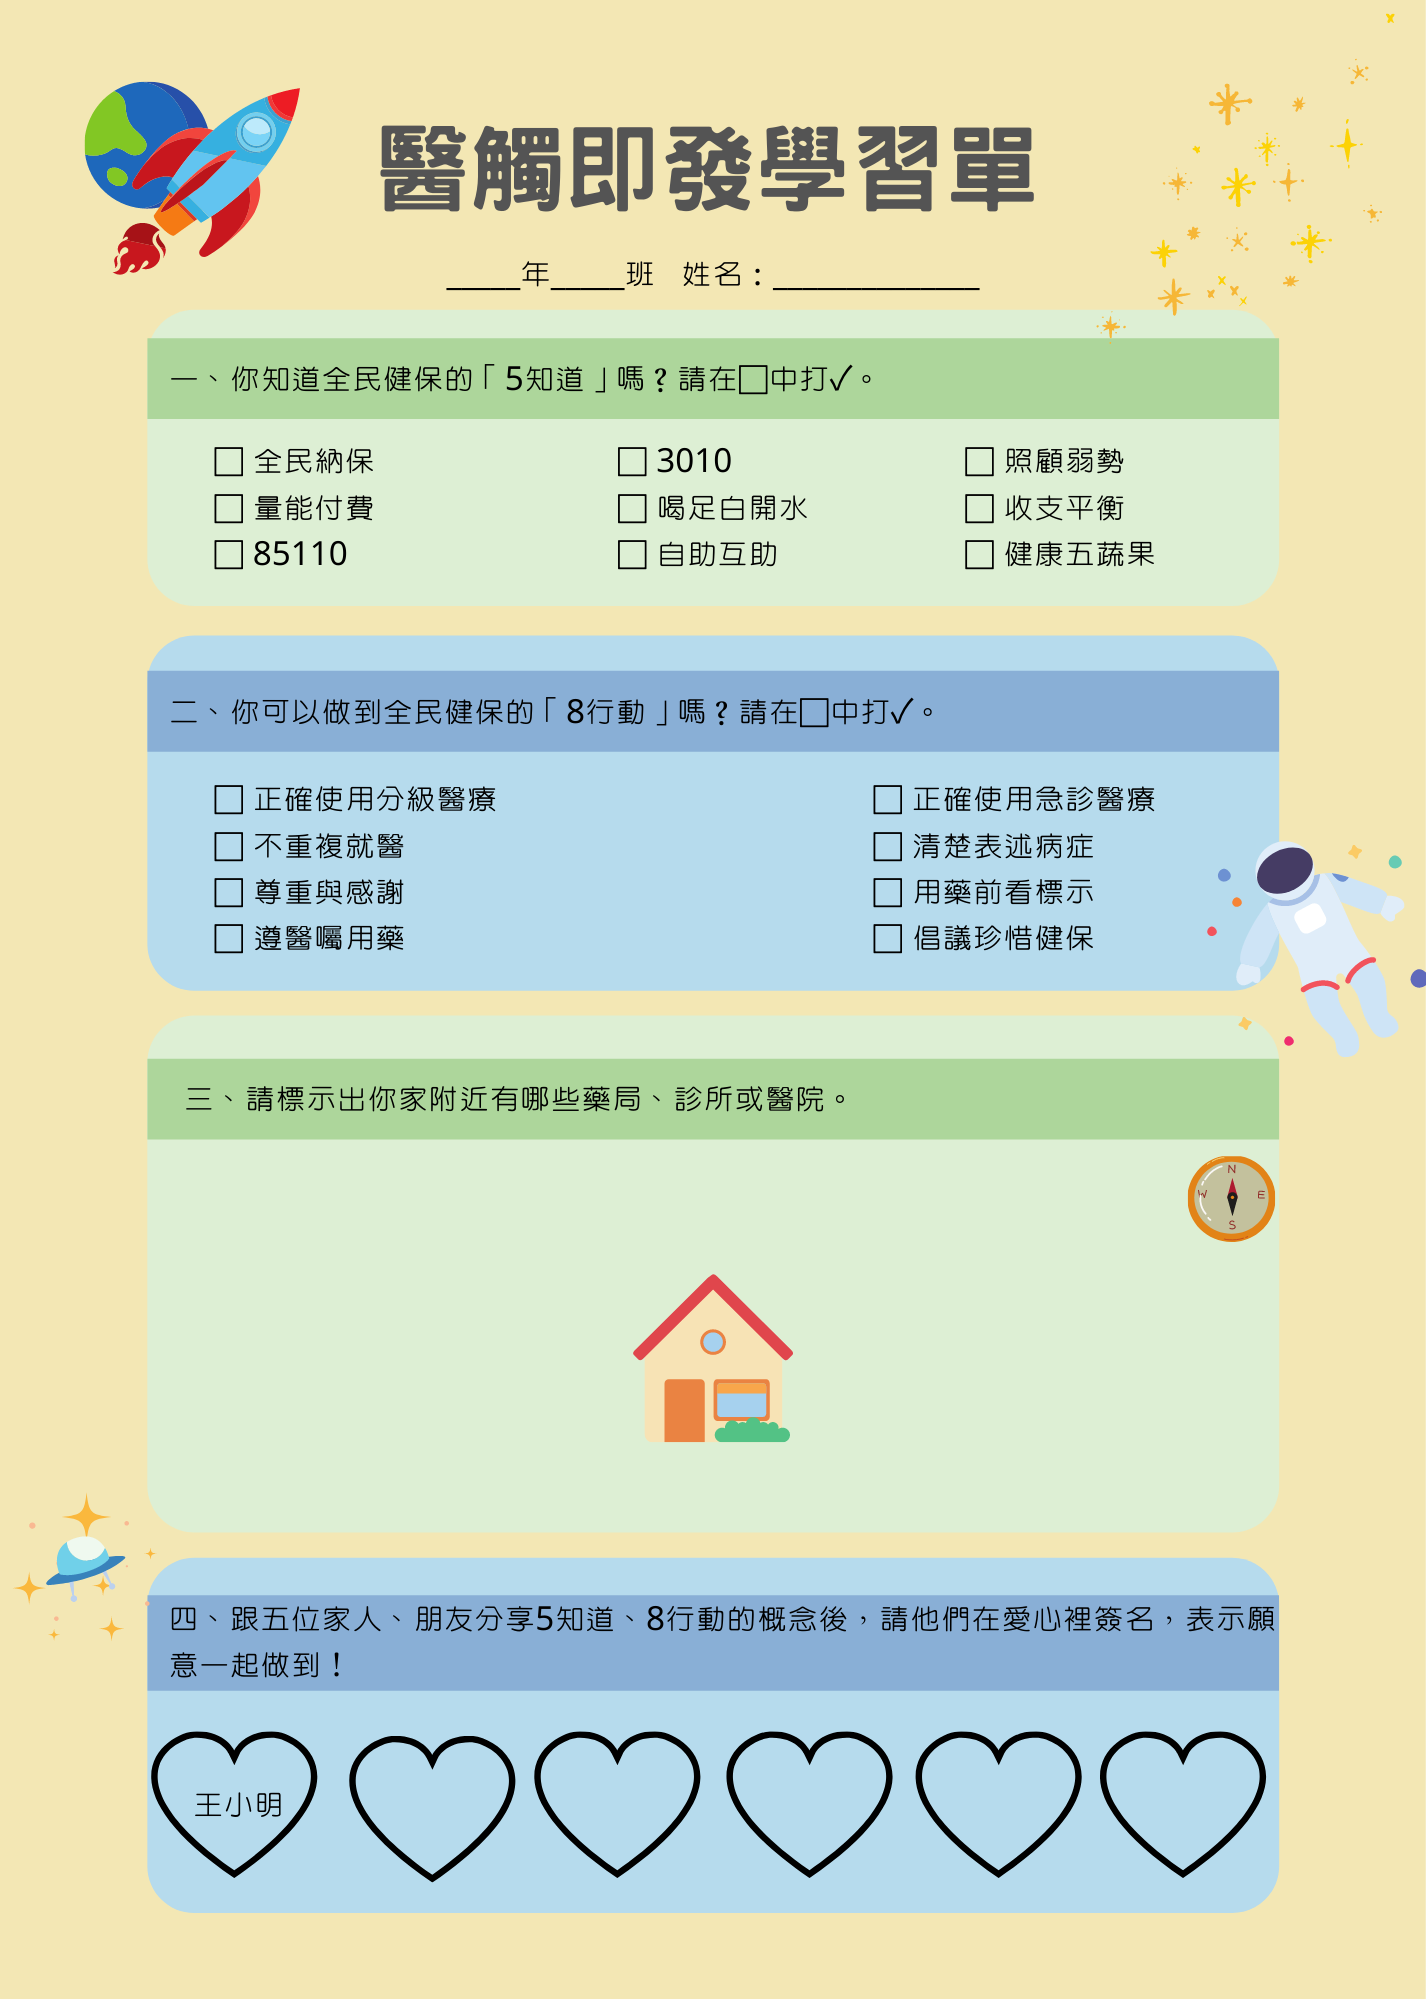 醫觸即發學習單
_____年_____班 姓名：______________
一、你知道全民健保的「5知道」嗎？請在□中打✓。
□ 全民納保 □ 3010 □ 照顧弱勢
□ 量能付費 □ 喝足白開水 □ 收支平衡
□ 85110 □ 自助互助 □ 健康五蔬果
二、你可以做到全民健保的「8行動」嗎？請在□中打✓。
□ 正確使用分級醫療 □ 正確使用急診醫療
□ 不重複就醫 □ 清楚表述病症
□ 尊重與感謝 □ 用藥前看標示
□ 遵醫囑用藥 □ 倡議珍惜健保
三、請標示出你家附近有哪些藥局、診所或醫院。
N
W E
S
四、跟五位家人、朋友分享5知道、8行動的概念後，請他們在愛心裡簽名，表示願
意一起做到！
王小明